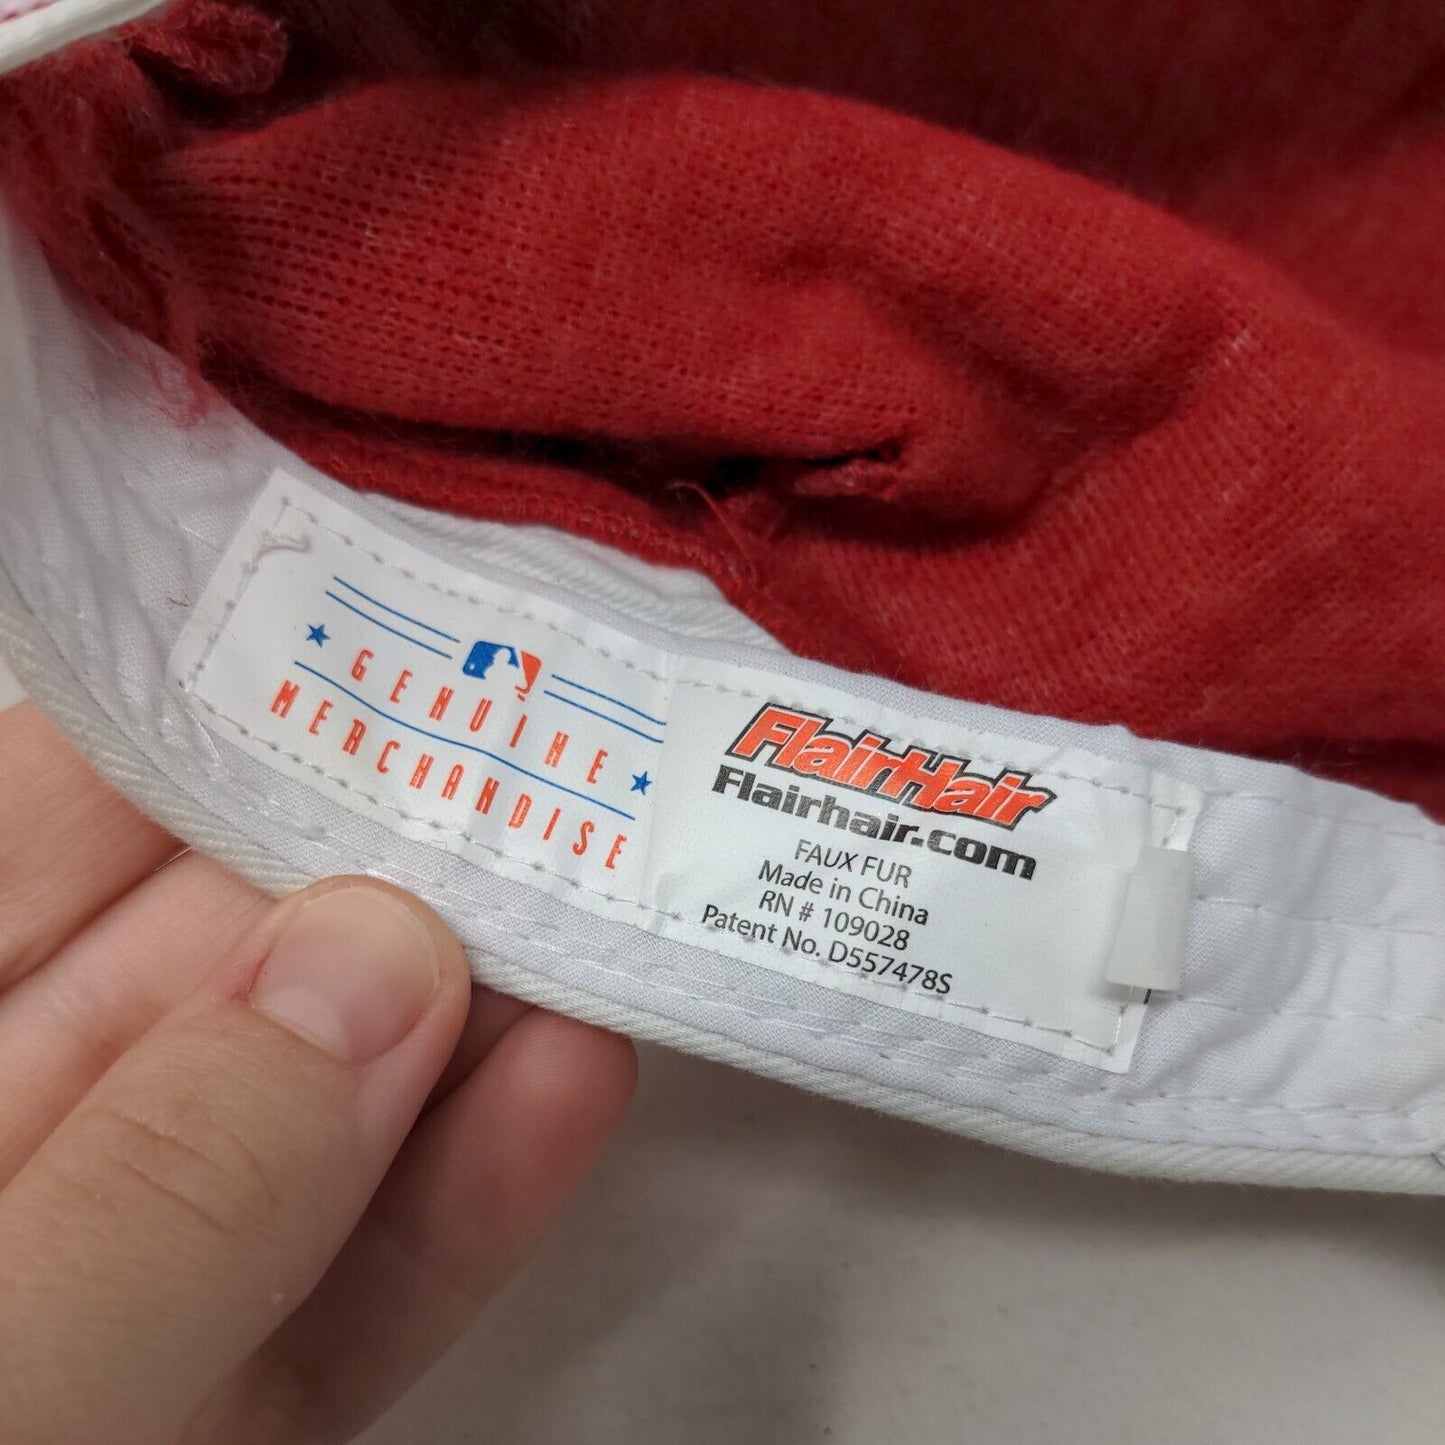 GENUINE
MERCHANDISE
FlairHair
Flairhair.com
FAUX FUR
Made in China
RN # 109028
Patent No. D557478S